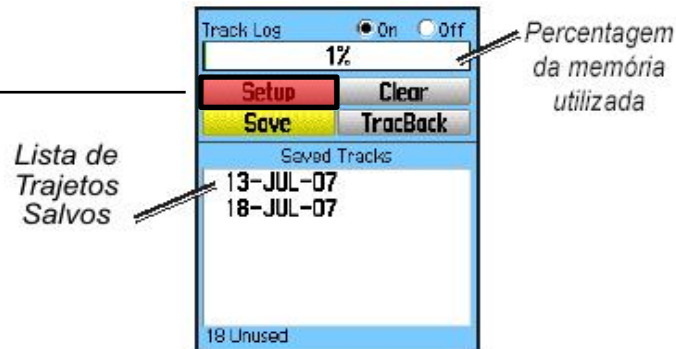 Track Log On Off
1%
Setup Clear
Save TracBack
Saved Tracks
13-JUL-07
18-JUL-07
18 Unused
Percentagem
da memória
utilizada
Lista de
Trajetos
Salvos